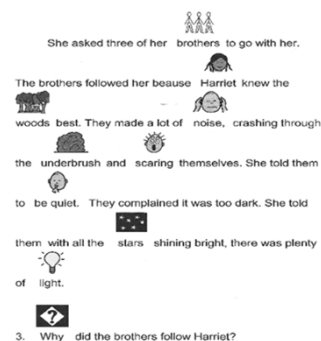 She asked three of her brothers to go with her.
The brothers followed her beause Harriet knew the
woods best. They made a lot of noise, crashing through
the underbrush and scaring themselves. She told them
to be quiet. They complained it was too dark. She told
them with all the stars shining bright, there was plenty
of light.
?
3. Why did the brothers follow Harriet?